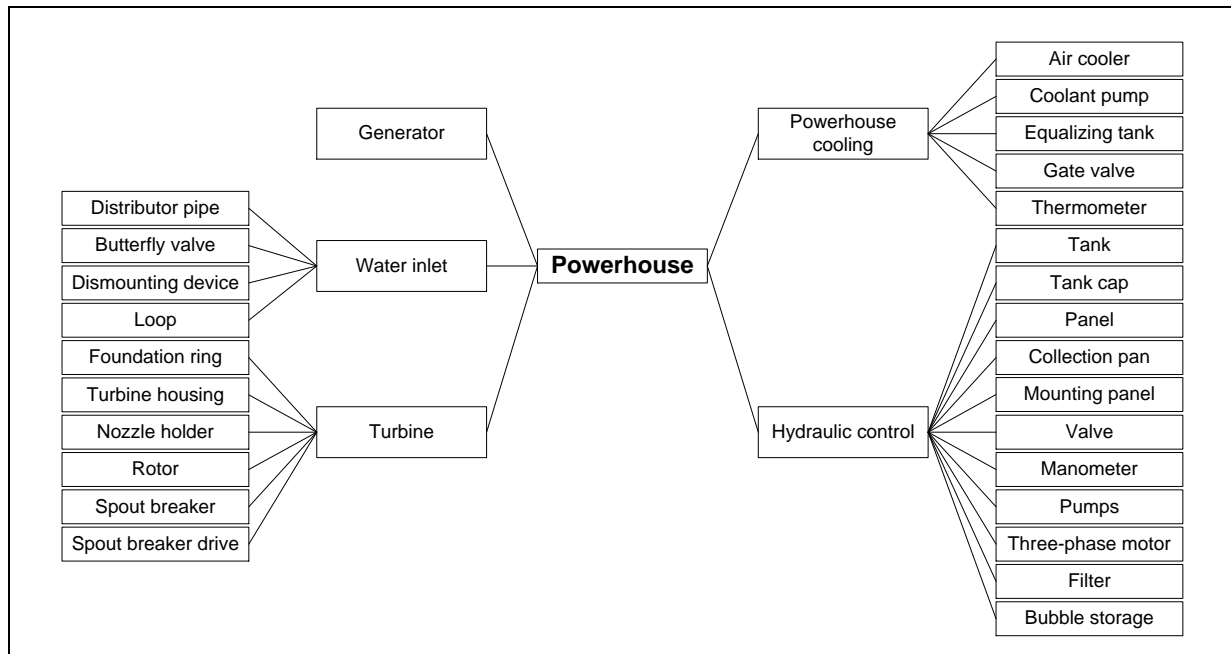 Generator
Distributor pipe
Butterfly valve
Dismounting device
Loop
Water inlet
Foundation ring
Turbine housing
Nozzle holder
Rotor
Spout breaker
Spout breaker drive
Turbine
Powerhouse
Powerhouse
cooling
Air cooler
Coolant pump
Equalizing tank
Gate valve
Thermometer
Hydraulic control
Tank
Tank cap
Panel
Collection pan
Mounting panel
Valve
Manometer
Pumps
Three-phase motor
Filter
Bubble storage